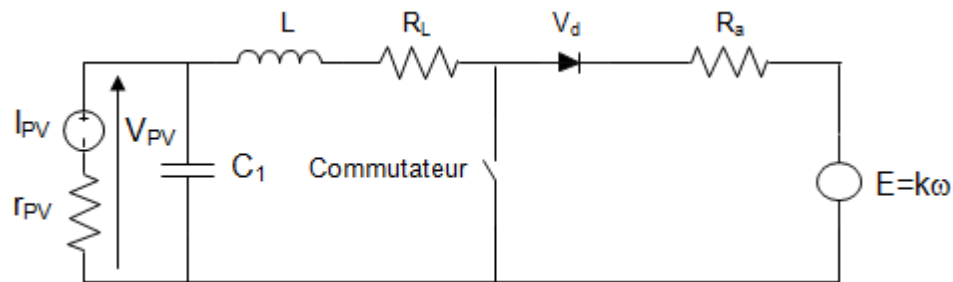 L
R_L
V_d
R_a
I_PV
V_PV
r_PV
C_1
Commutateur
E=kω